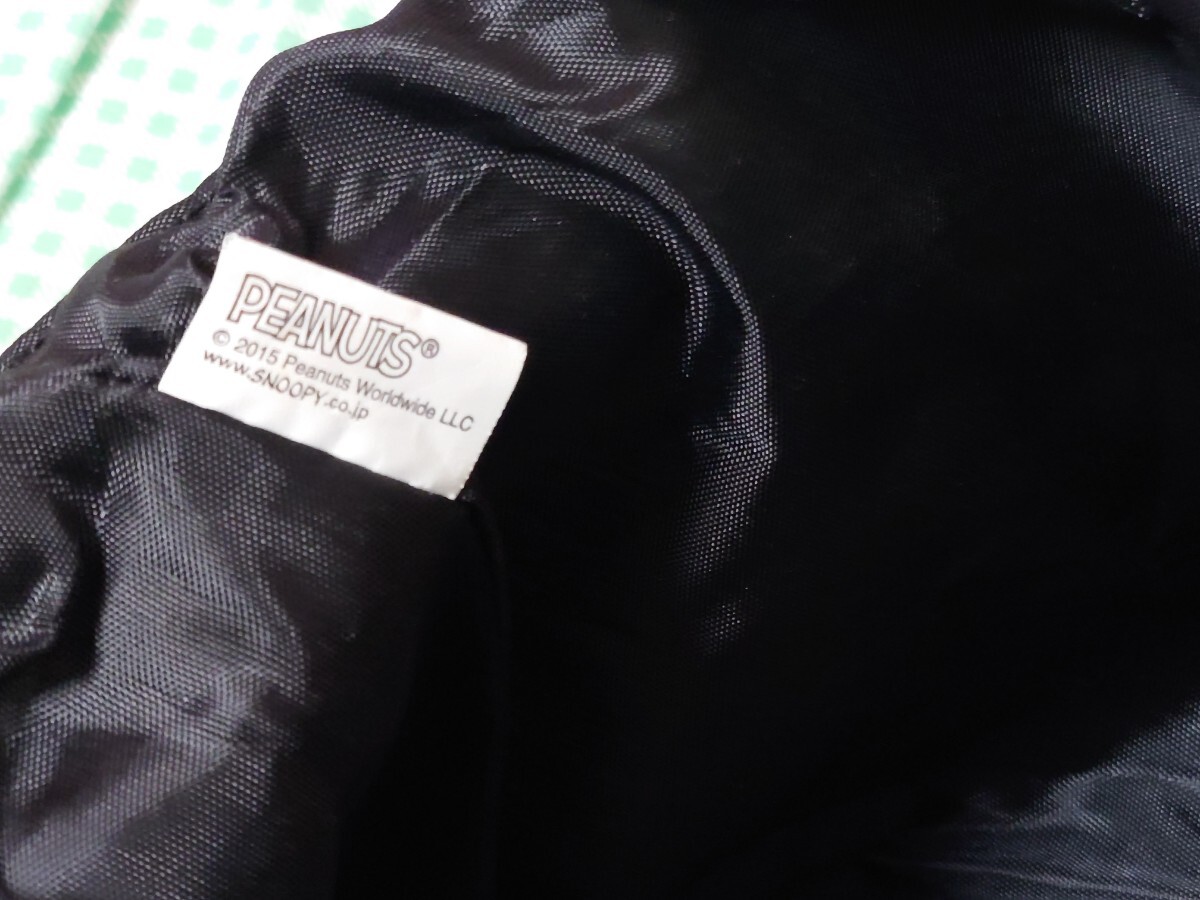 PEANUTS®
© 2015 Peanuts Worldwide LLC
www.SNOOPY.co.jp